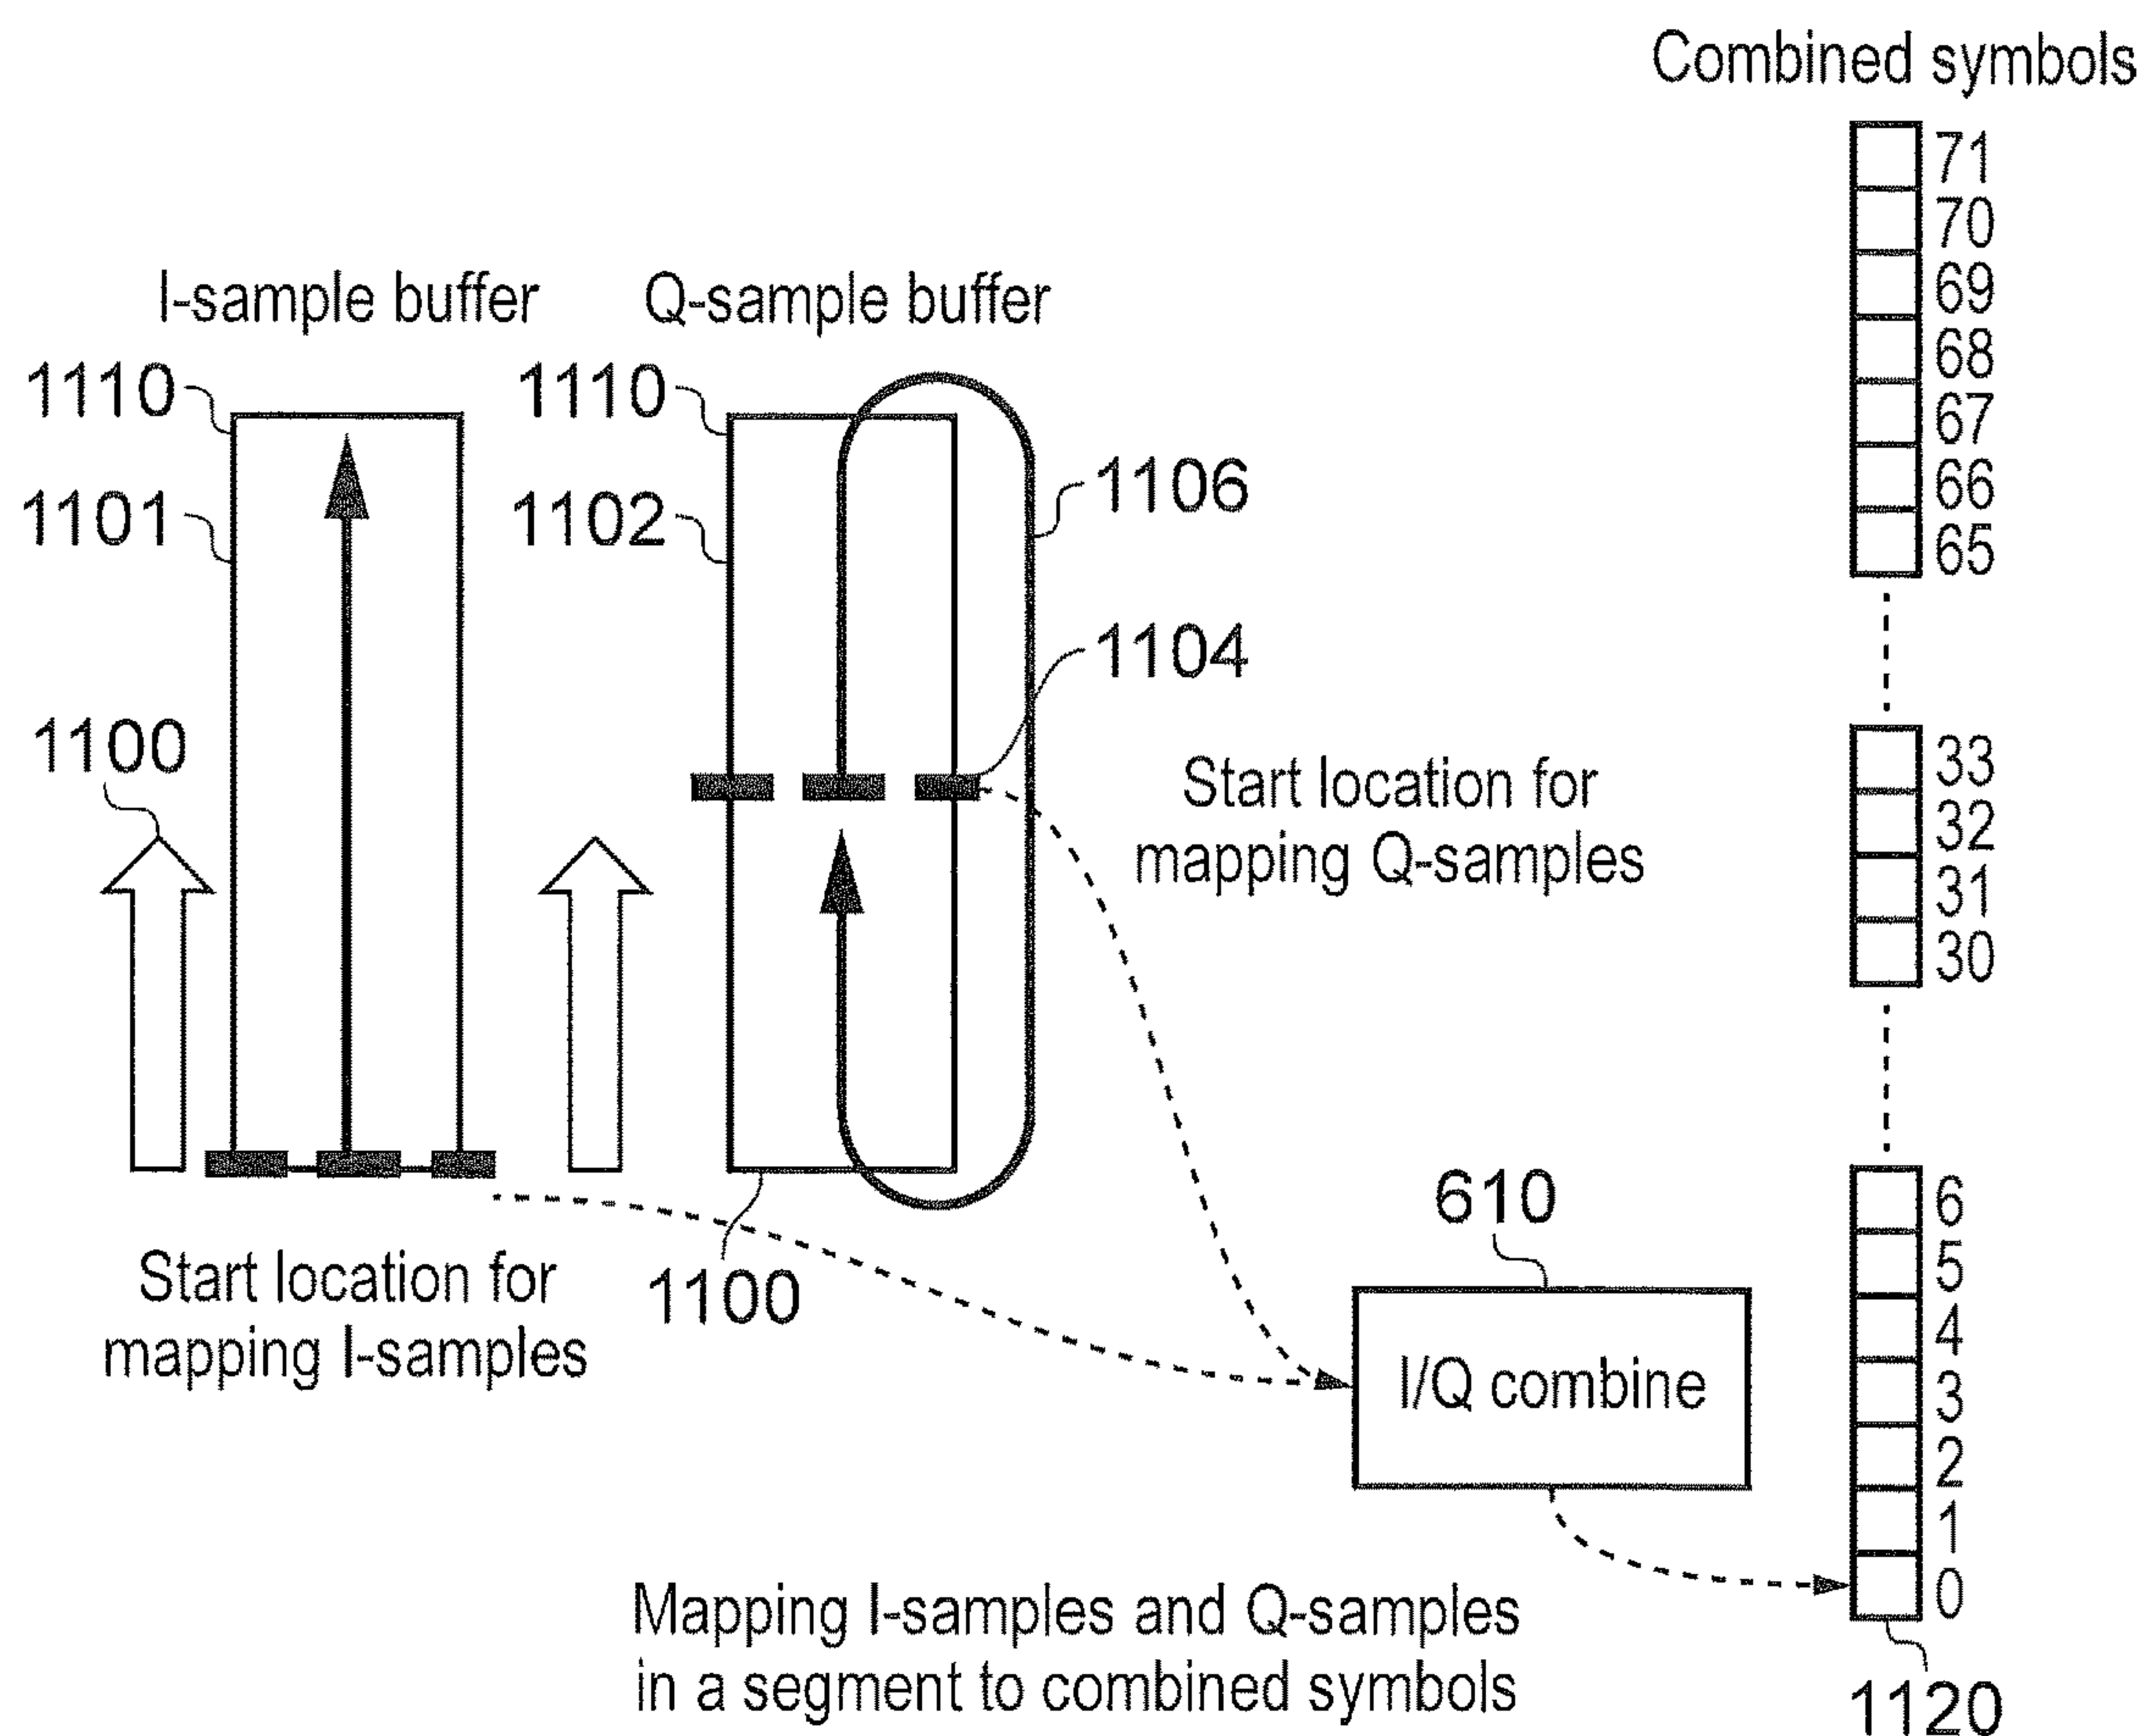 Combined symbols
71
70
69
68
67
66
65
33
32
31
30
6
5
4
3
2
1
0
1120
I-sample buffer
Q-sample buffer
1110
1101
1100
1110
1102
1106
1104
Start location for
mapping Q-samples
Start location for
mapping I-samples
1100
610
I/Q combine
Mapping I-samples and Q-samples
in a segment to combined symbols